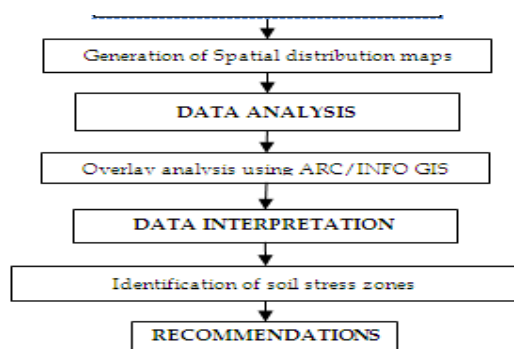 Generation of Spatial distribution maps
DATA ANALYSIS
Overlay analysis using ARC/INFO GIS
DATA INTERPRETATION
Identification of soil stress zones
RECOMMENDATIONS